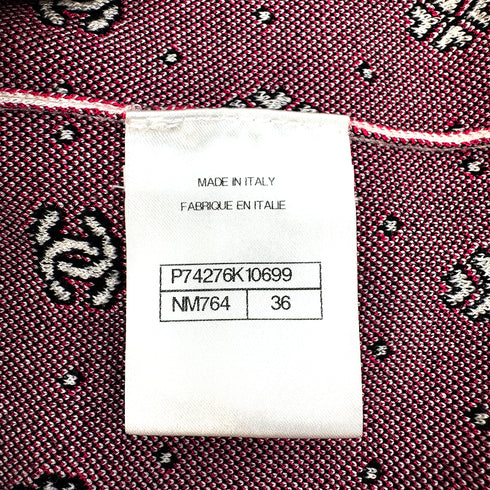 MADE IN ITALY
FABRIQUE EN ITALIE
P74276K10699
NM764 36